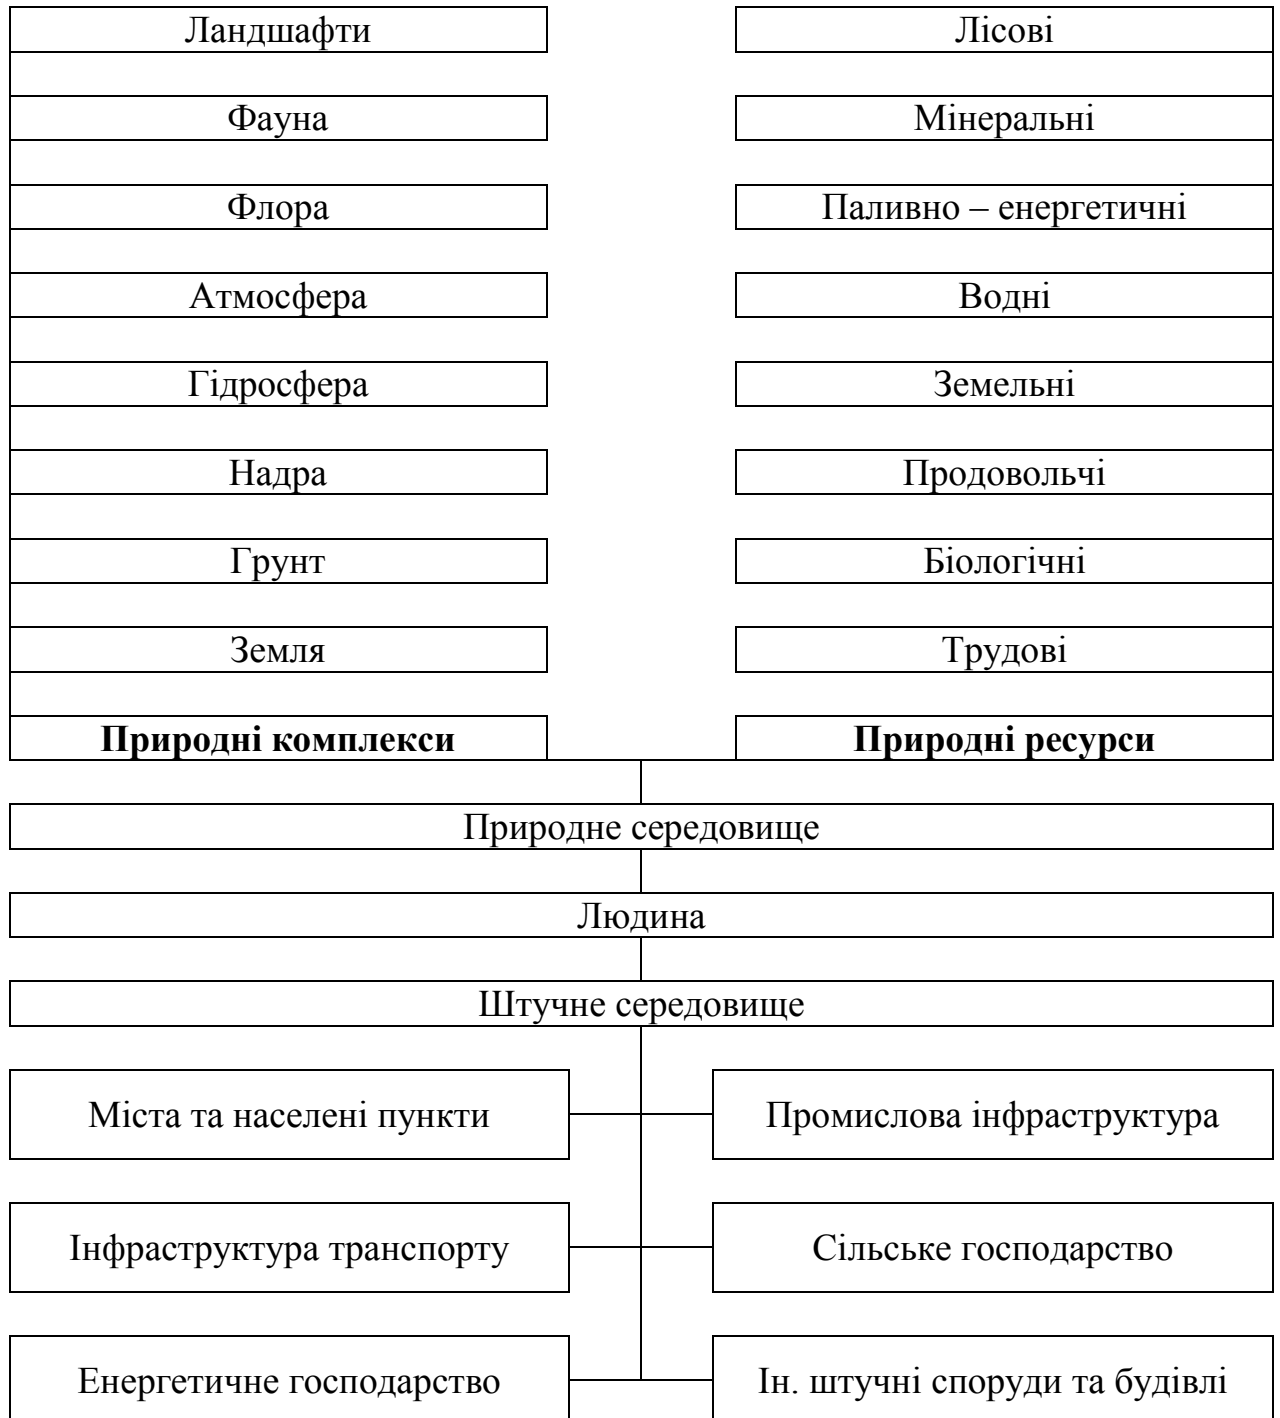 Ландшафти
Лісові
Фауна
Мінеральні
Флора
Паливно – енергетичні
Атмосфера
Водні
Гідросфера
Земельні
Надра
Продовольчі
Грунт
Біологічні
Земля
Трудові
Природні комплекси
Природні ресурси
Природне середовище
Людина
Штучне середовище
Міста та населені пункти
Промислова інфраструктура
Інфраструктура транспорту
Сільське господарство
Енергетичне господарство
Ін. штучні споруди та будівлі